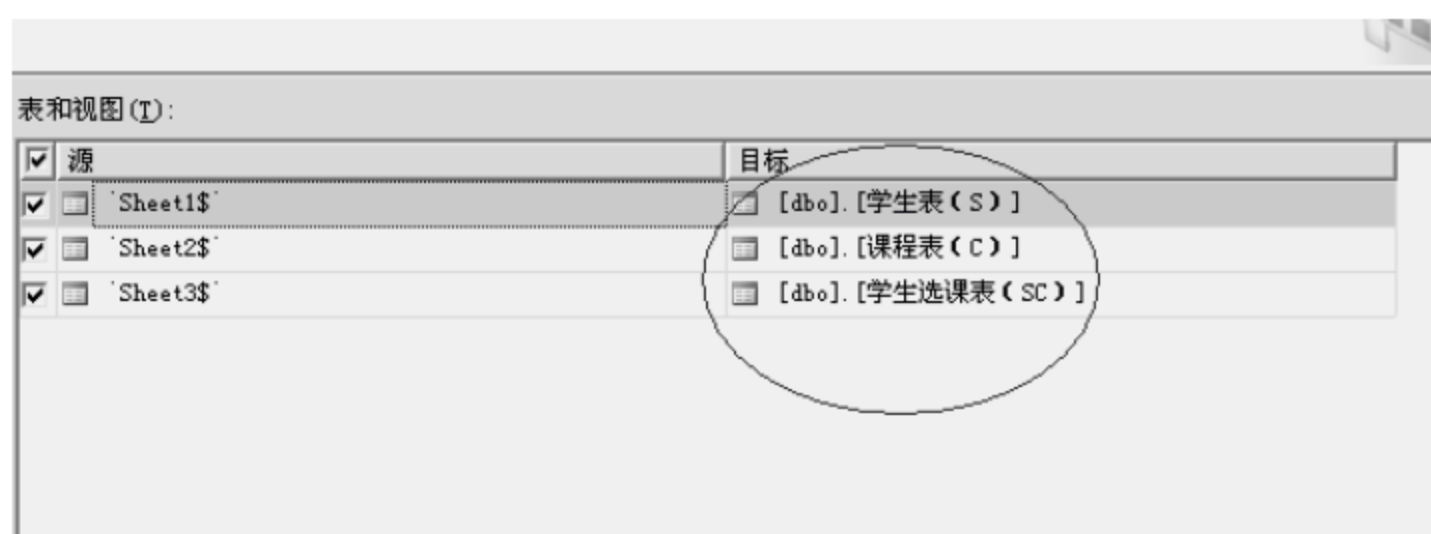 表和视图(T):
源 目标
`Sheet1$` [dbo].[学生表(S)]
`Sheet2$` [dbo].[课程表(C)]
`Sheet3$` [dbo].[学生选课表(SC)]